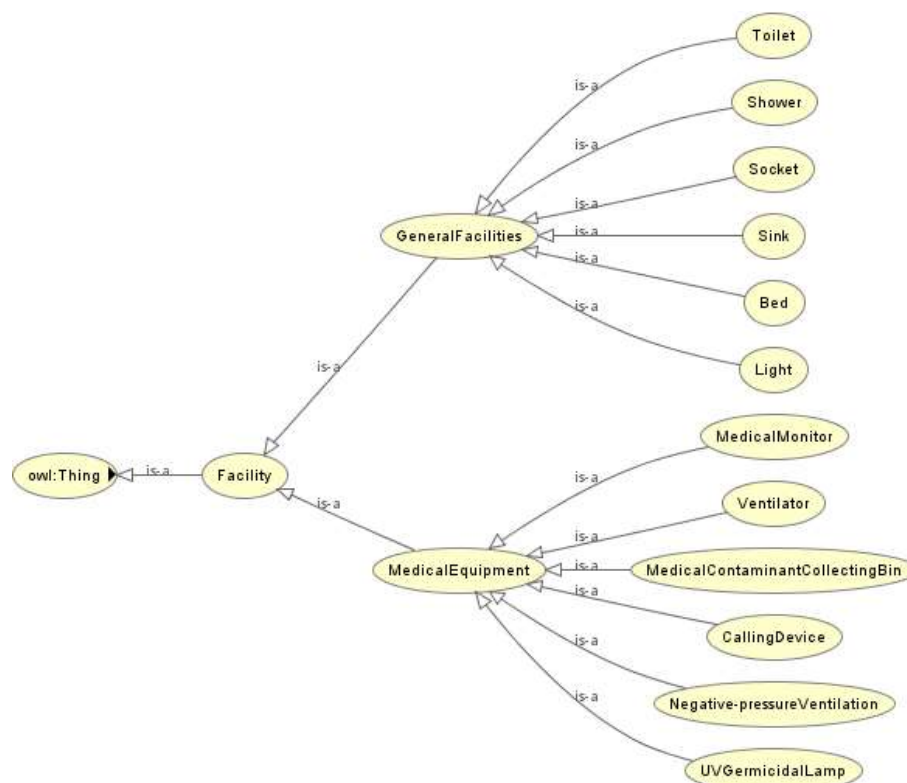 Toilet
is-a
Shower
is-a
Socket
is-a
GeneralFacilities
is-a
Sink
is-a
Bed
is-a
Light
is-a
MedicalMonitor
is-a
owl:Thing
is-a
Facility
is-a
Ventilator
is-a
MedicalEquipment
is-a
MedicalContaminantCollectingBin
is-a
CallingDevice
is-a
Negative-pressureVentilation
is-a
UVGermicidalLamp
is-a